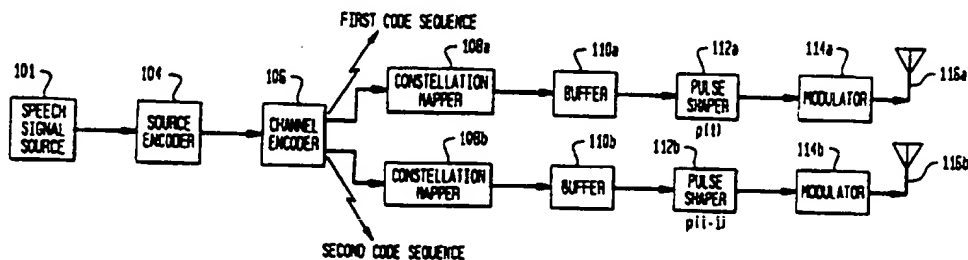 FIRST CODE SEQUENCE
101
SPEECH
SIGNAL
SOURCE
104
SOURCE
ENCODER
106
CHANNEL
ENCODER
108a
CONSTELLATION
MAPPER
110a
BUFFER
112a
PULSE
SHAPER
p(t)
114a
MODULATOR
116a
108b
CONSTELLATION
MAPPER
110b
BUFFER
112b
PULSE
SHAPER
114b
MODULATOR
116b
SECOND CODE SEQUENCE